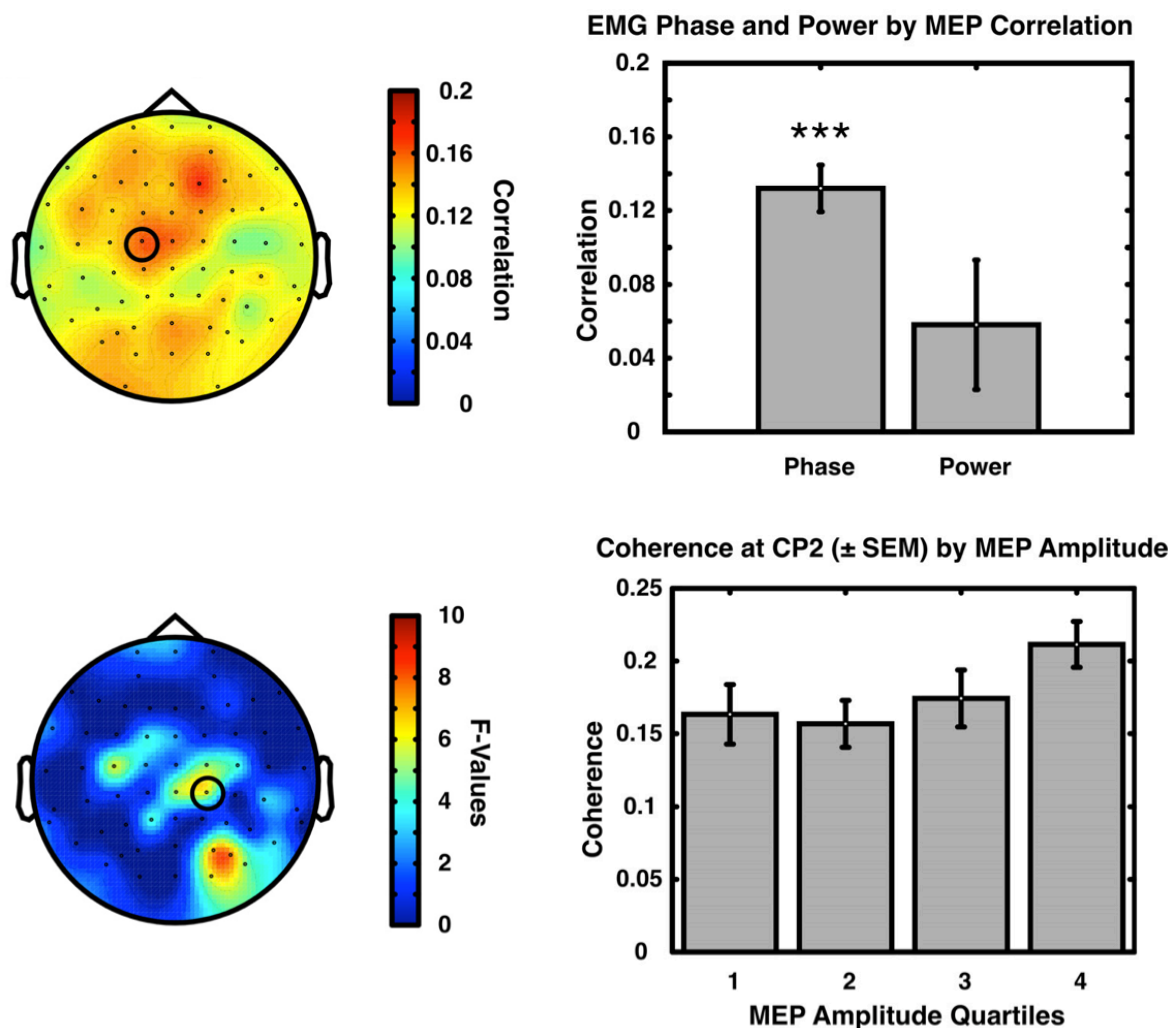 EMG Phase and Power by MEP Correlation
0.2
0.16
0.12
0.08
0.04
0
Correlation
0.2
0.16
0.12
0.08
0.04
0
Correlation
***
Phase Power
Coherence at CP2 (± SEM) by MEP Amplitude
10
8
6
4
2
0
F-Values
0.25
0.2
0.15
0.1
0.05
0
Coherence
1 2 3 4
MEP Amplitude Quartiles